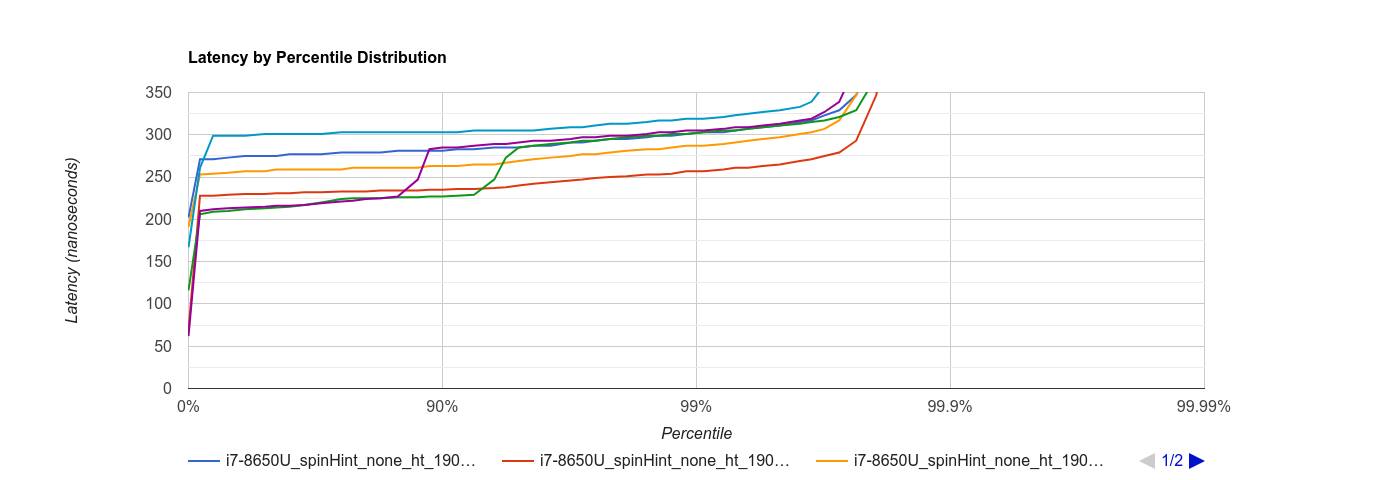 Latency by Percentile Distribution
Latency (nanoseconds)
350
300
250
200
150
100
50
0
0% 90% 99% 99.9% 99.99%
Percentile
i7-8650U_spinHint_none_ht_190… i7-8650U_spinHint_none_ht_190… i7-8650U_spinHint_none_ht_190… 1/2